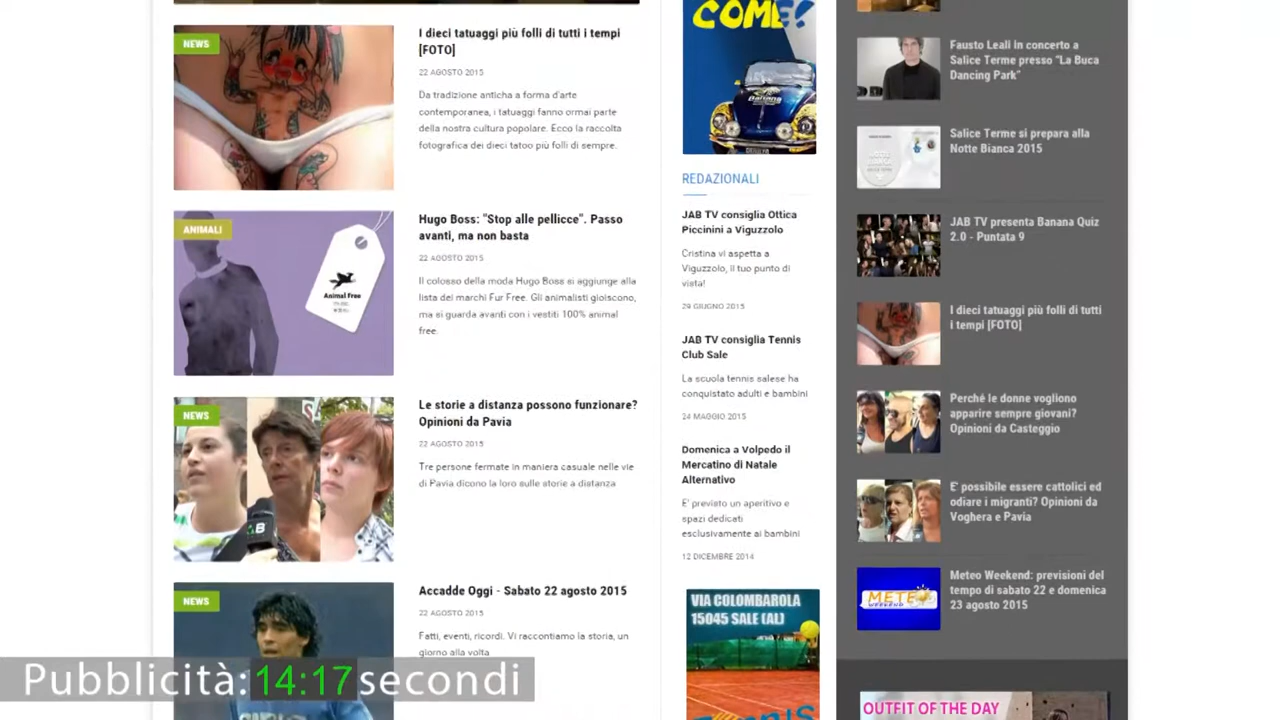 NEWS
I dieci tatuaggi più folli di tutti i tempi
[FOTO]
22 AGOSTO 2015
Da tradizione antica a forma d'arte
contemporanea, i tatuaggi fanno ormai parte
della nostra cultura popolare. Ecco la raccolta
fotografica dei dieci tatoo più folli di sempre.
ANIMALI
Animal Free
Hugo Boss: "Stop alle pellicce". Passo
avanti, ma non basta
22 AGOSTO 2015
Il colosso della moda Hugo Boss si aggiunge alla
lista dei marchi Fur Free. Gli animalisti gioiscono,
ma si guarda avanti con i vestiti 100% animal
free.
NEWS
Le storie a distanza possono funzionare?
Opinioni da Pavia
22 AGOSTO 2015
Tre persone fermate in maniera casuale nelle vie
di Pavia dicono la loro sulle storie a distanza
NEWS
Accadde Oggi - Sabato 22 agosto 2015
22 AGOSTO 2015
Fatti, eventi, ricordi. Vi raccontiamo la storia, un
giorno alla volta
COME!
REDAZIONALI
JAB TV consiglia Ottica
Piccinini a Viguzzolo
Cristina vi aspetta a
Viguzzolo, il tuo punto di
vista!
29 GIUGNO 2015
JAB TV consiglia Tennis
Club Sale
La scuola tennis salese ha
conquistato adulti e bambini
24 MAGGIO 2015
Domenica a Volpedo il
Mercatino di Natale
Alternativo
E' previsto un aperitivo e
spazi dedicati
esclusivamente ai bambini
12 DICEMBRE 2014
VIA COLOMBAROLA
15045 SALE (AL)
Fausto Leali in concerto a
Salice Terme presso "La Buca
Dancing Park"
Salice Terme si prepara alla
Notte Bianca 2015
JAB TV presenta Banana Quiz
2.0 - Puntata 9
I dieci tatuaggi più folli di tutti
i tempi [FOTO]
Perché le donne vogliono
apparire sempre giovani?
Opinioni da Casteggio
E' possibile essere cattolici ed
odiare i migranti? Opinioni da
Voghera e Pavia
METEO
WEEKEND
Meteo Weekend: previsioni del
tempo di sabato 22 e domenica
23 agosto 2015
OUTFIT OF THE DAY
Pubblicità: 14:17 secondi